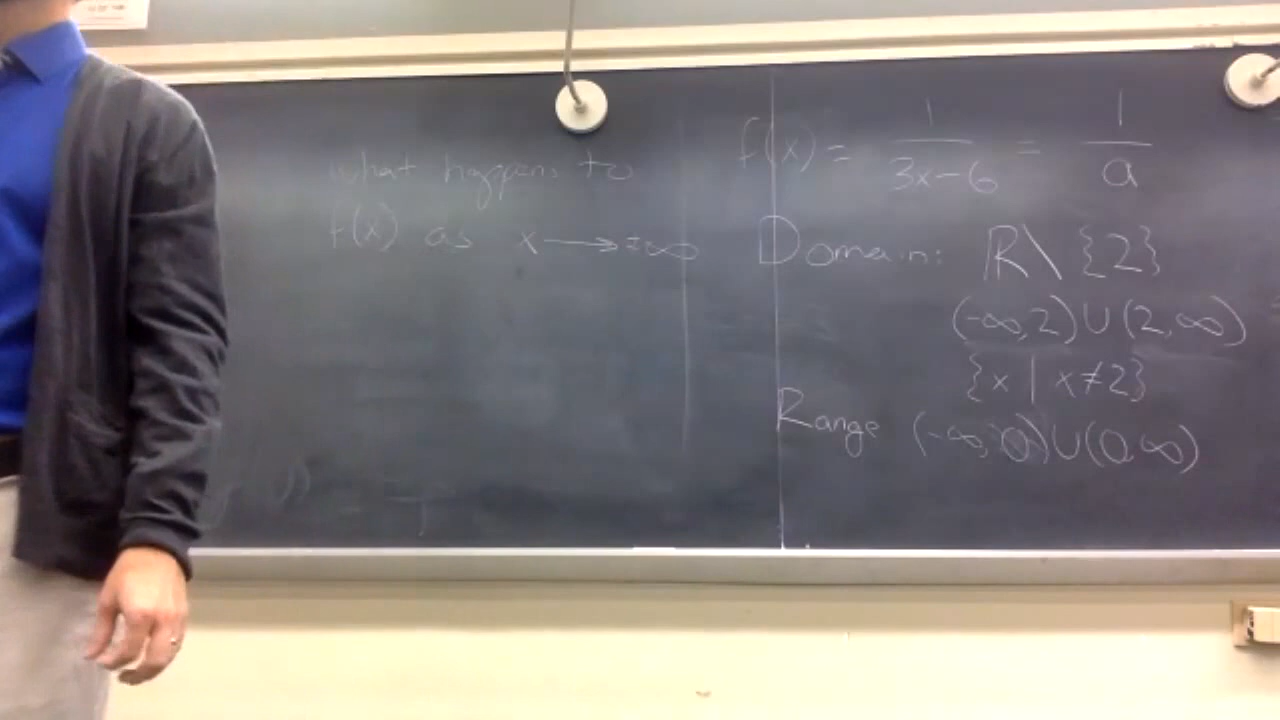 what happens to
f(x) as x → ±∞
f(x) = 1/(3x-6) = 1/a
Domain: ℝ\ {2}
(-∞,2)∪(2,∞)
{x | x≠2}
Range (-∞,0)∪(0,∞)